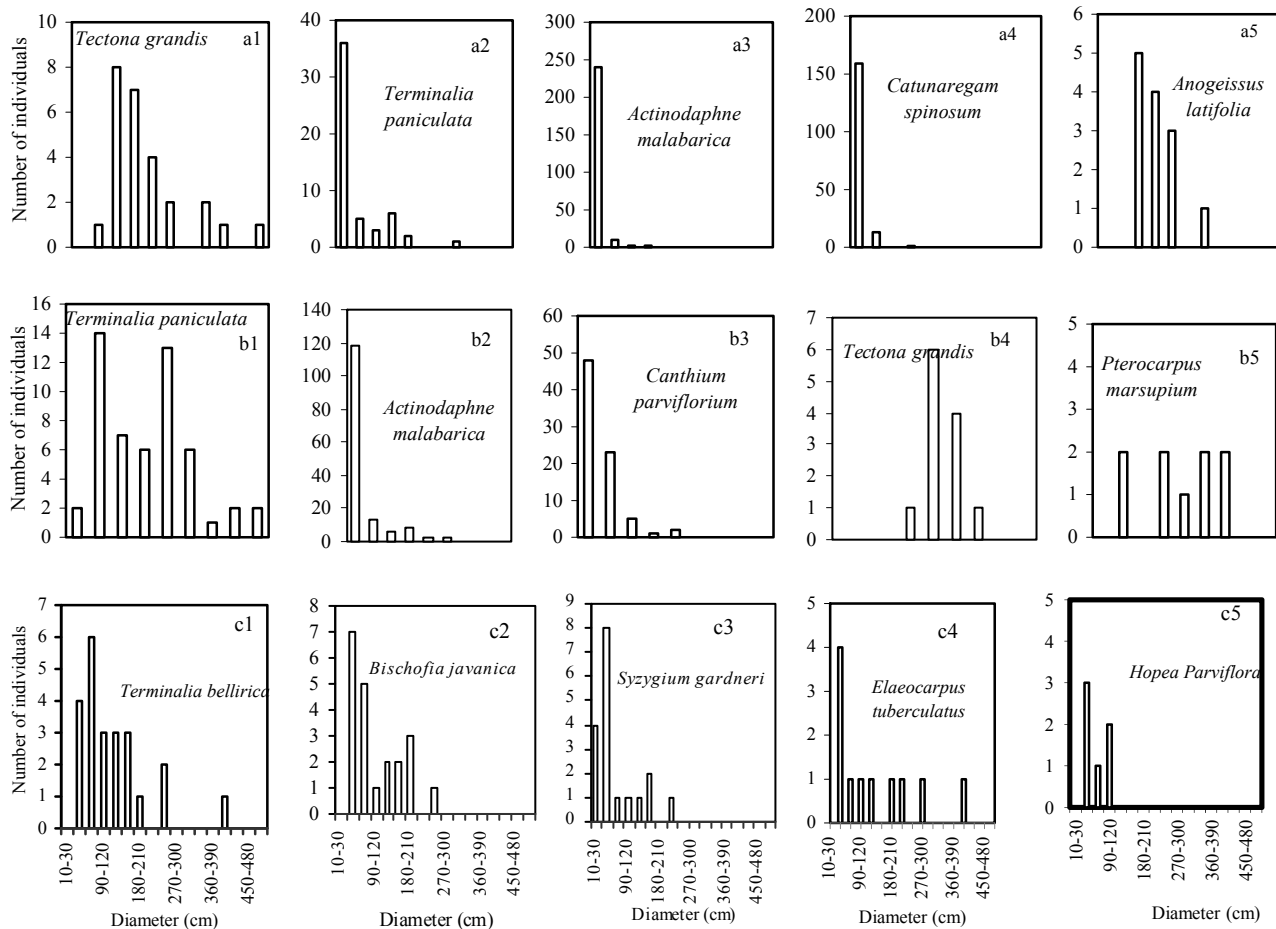 Tectona grandis
a1
10
8
6
4
2
0
Number of individuals
Terminalia
paniculata
a2
40
30
20
10
0
Actinodaphne
malabarica
a3
300
250
200
150
100
50
0
Catunaregam
spinosum
a4
200
150
100
50
0
Anogeissus
latifolia
a5
6
5
4
3
2
1
0
Terminalia paniculata
b1
16
14
12
10
8
6
4
2
0
Number of individuals
Actinodaphne
malabarica
b2
140
120
100
80
60
40
20
0
Canthium
parviflorium
b3
60
50
40
30
20
10
0
Tectona grandis
b4
7
6
5
4
3
2
1
0
Pterocarpus
marsupium
b5
5
4
3
2
1
0
Terminalia bellirica
c1
7
6
5
4
3
2
1
0
Number of individuals
10-30
90-120
180-210
270-300
360-390
450-480
Diameter (cm)
Bischofia javanica
c2
8
7
6
5
4
3
2
1
0
10-30
90-120
180-210
270-300
360-390
450-480
Diameter (cm)
Syzygium gardneri
c3
9
8
7
6
5
4
3
2
1
0
10-30
90-120
180-210
270-300
360-390
450-480
Diameter (cm)
Elaeocarpus
tuberculatus
c4
5
4
3
2
1
0
10-30
90-120
180-210
270-300
360-390
450-480
Diameter (cm)
Hopea Parviflora
c5
5
4
3
2
1
0
10-30
90-120
180-210
270-300
360-390
450-480
Diameter (cm)